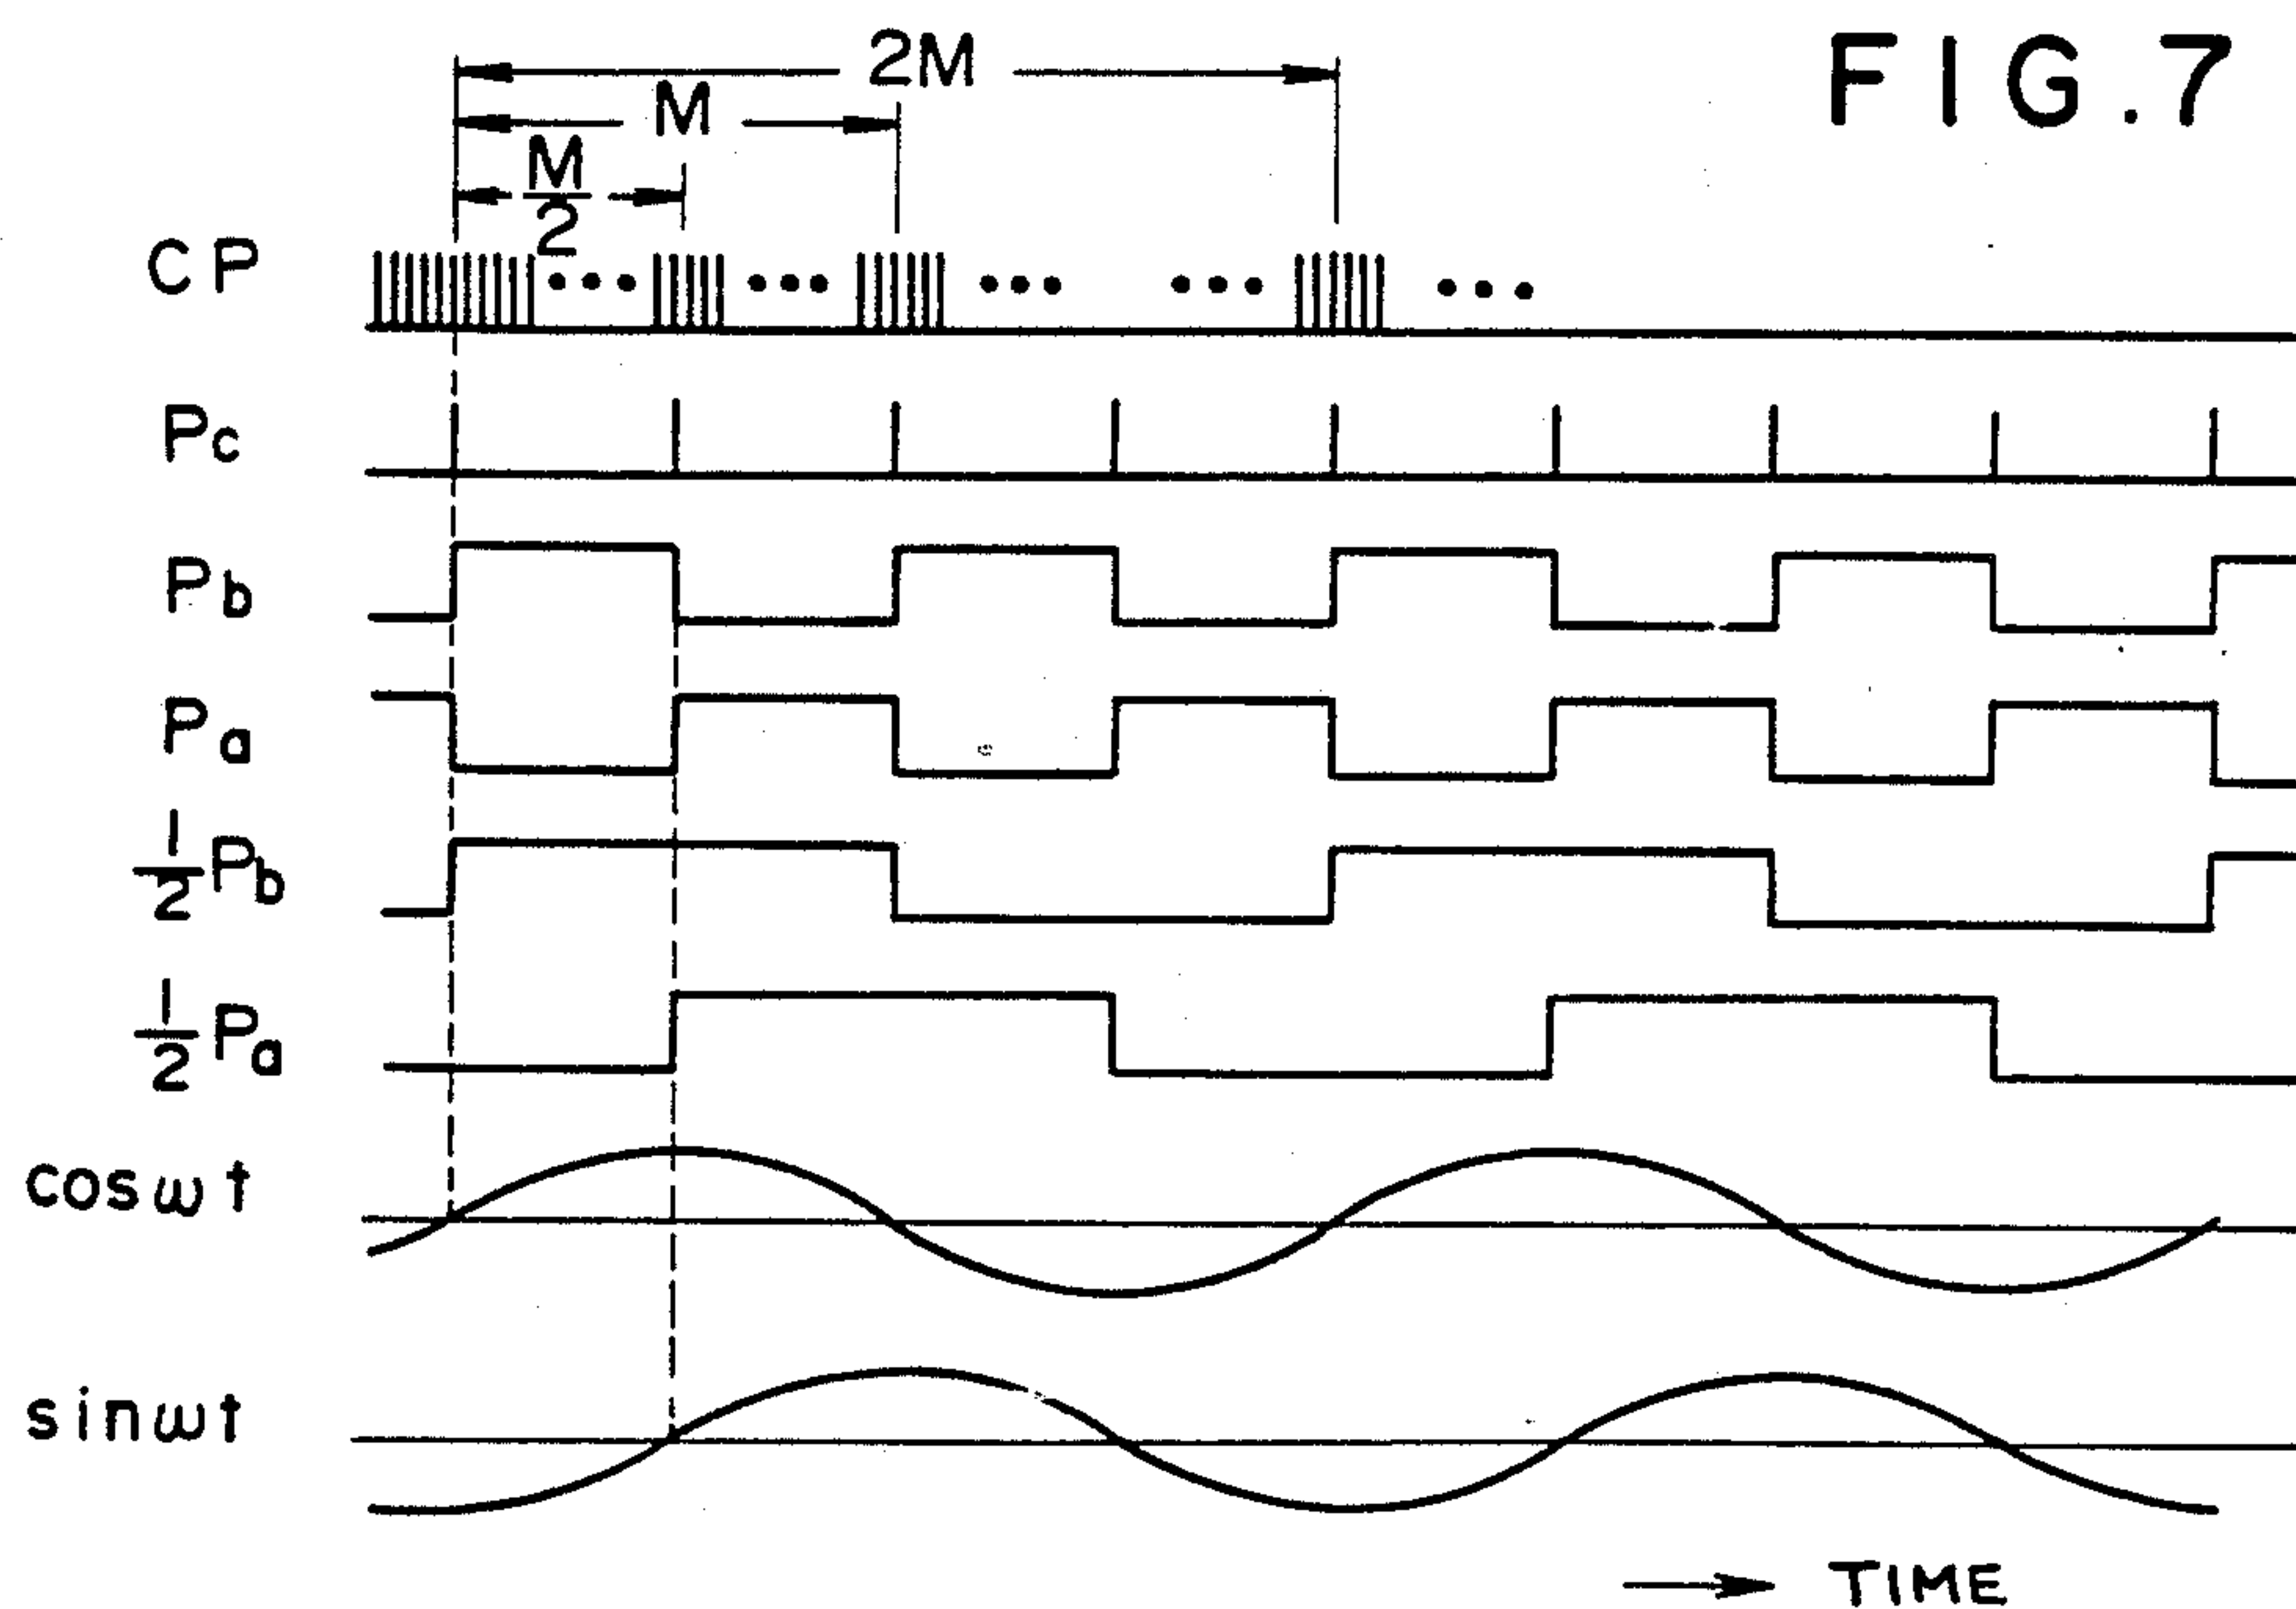 FIG.7
2M
M
M/2
CP
Pc
Pb
Pa
1/2 Pb
1/2 Pa
cosωt
sinωt
TIME